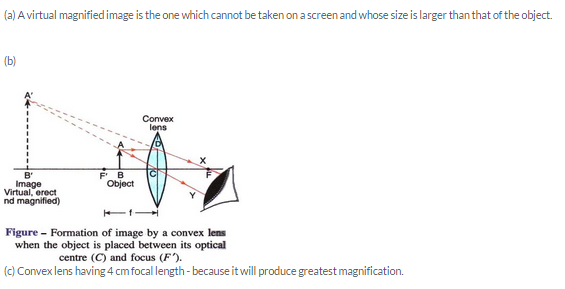 (a) A virtual magnified image is the one which cannot be taken on a screen and whose size is larger than that of the object.
(b)
A'
Convex
lens
A
D
X
B'
F'
B
C
F
Image
Object
Virtual, erect
nd magnified)
Y
f
Figure – Formation of image by a convex lens
when the object is placed between its optical
centre (C) and focus (F').
(c) Convex lens having 4 cm focal length - because it will produce greatest magnification.